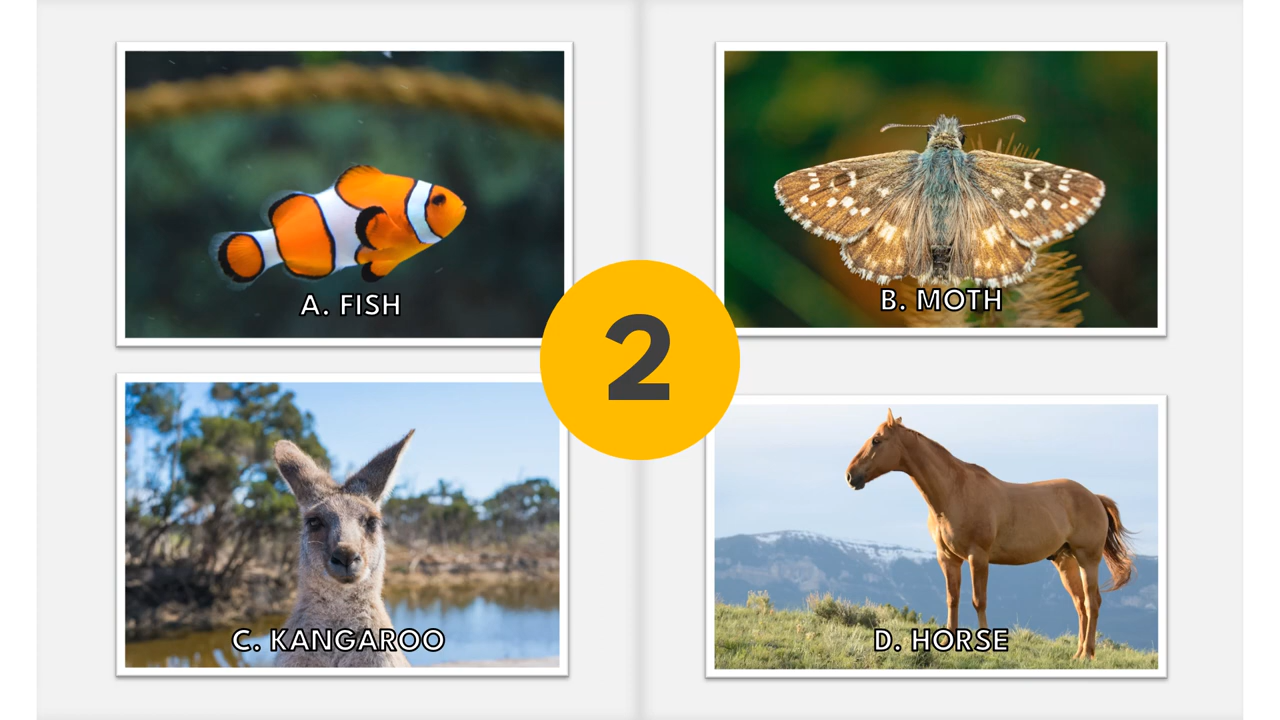 A. FISH
B. MOTH
2
C. KANGAROO
D. HORSE